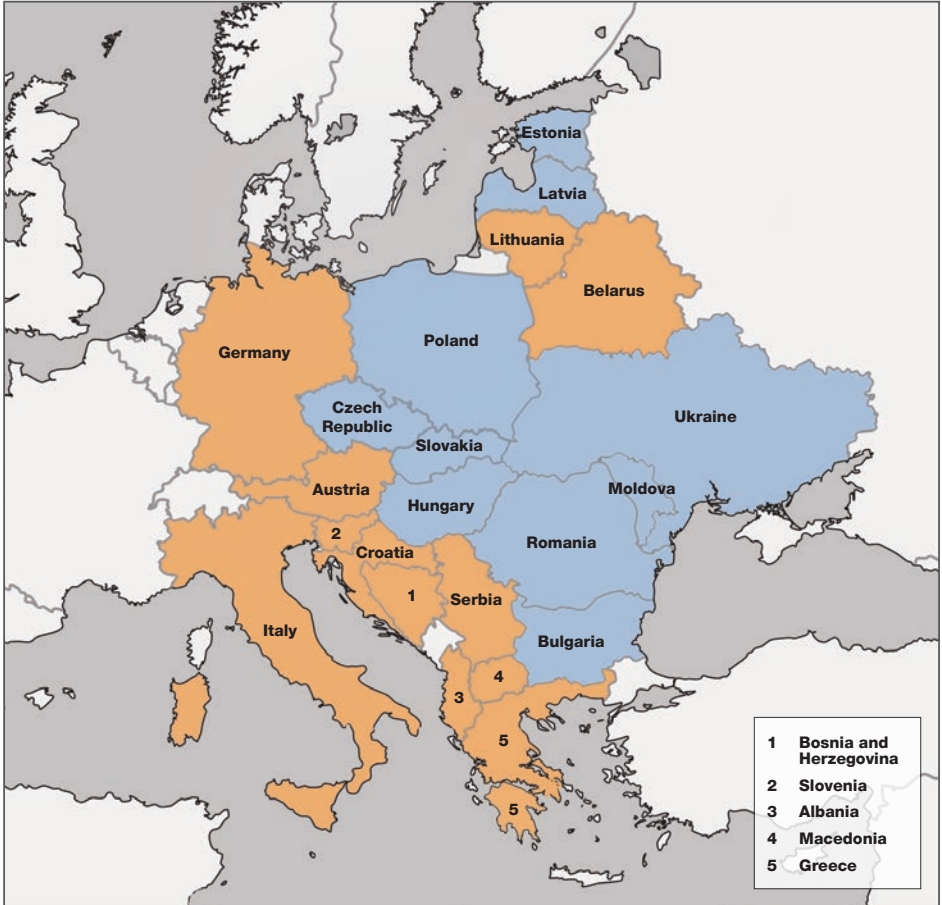 Estonia
Latvia
Lithuania
Belarus
Poland
Germany
Ukraine
Czech
Republic
Slovakia
Austria
Moldova
Hungary
2
Croatia
Romania
1
Serbia
Italy
Bulgaria
4
3
5
5
1 Bosnia and
Herzegovina
2 Slovenia
3 Albania
4 Macedonia
5 Greece